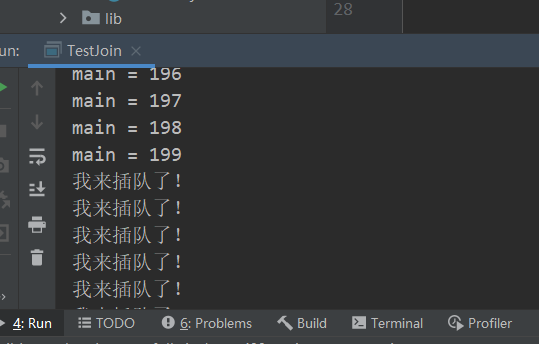 lib
28
un:
TestJoin
main = 196
main = 197
main = 198
main = 199
我来插队了!
我来插队了!
我来插队了!
我来插队了!
我来插队了!
4: Run
TODO
6: Problems
Build
Terminal
Profiler